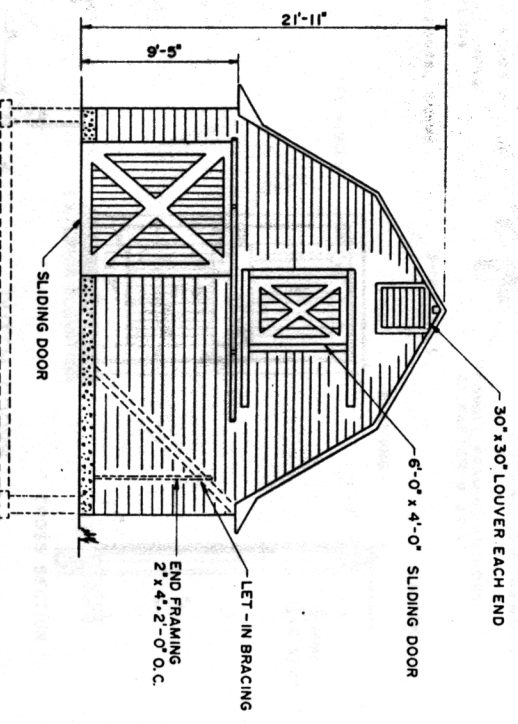 21'-11"
9'-5"
30" x 30" LOUVER EACH END
6'-0" x 4'-0" SLIDING DOOR
LET-IN BRACING
END FRAMING
2" x 4", 2'-0" O.C.
SLIDING DOOR